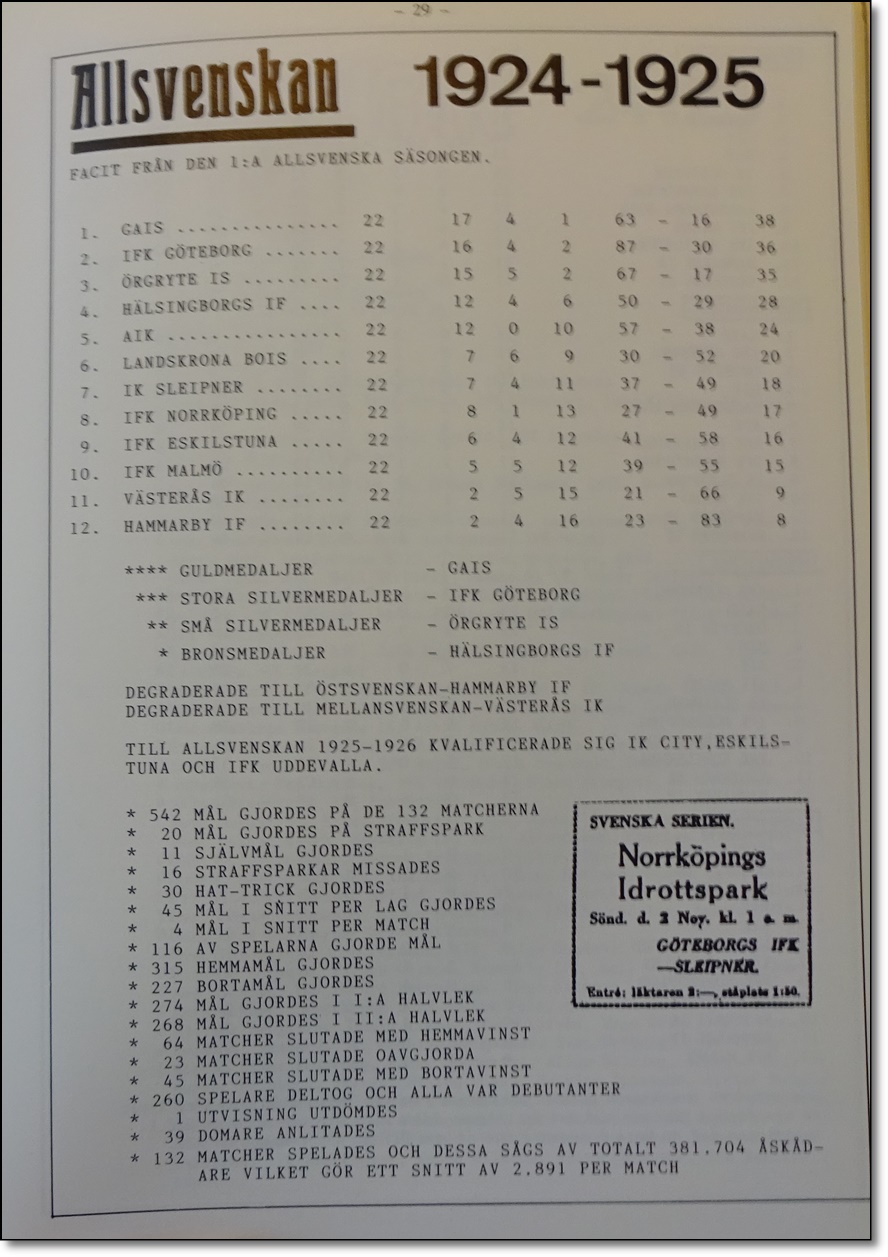 - 29 -
Allsvenskan 1924-1925
FACIT FRÅN DEN 1:A ALLSVENSKA SÄSONGEN.
1. GAIS ............... 22 17 4 1 63 - 16 38
2. IFK GÖTEBORG ....... 22 16 4 2 87 - 30 36
3. ÖRGRYTE IS ......... 22 15 5 2 67 - 17 35
4. HÄLSINGBORGS IF .... 22 12 4 6 50 - 29 28
5. AIK ................ 22 12 0 10 57 - 38 24
6. LANDSKRONA BOIS .... 22 7 6 9 30 - 52 20
7. IK SLEIPNER ........ 22 7 4 11 37 - 49 18
8. IFK NORRKÖPING ..... 22 8 1 13 27 - 49 17
9. IFK ESKILSTUNA ..... 22 6 4 12 41 - 58 16
10. IFK MALMÖ .......... 22 5 5 12 39 - 55 15
11. VÄSTERÅS IK ........ 22 2 5 15 21 - 66 9
12. HAMMARBY IF ........ 22 2 4 16 23 - 83 8
**** GULDMEDALJER - GAIS
*** STORA SILVERMEDALJER - IFK GÖTEBORG
** SMÅ SILVERMEDALJER - ÖRGRYTE IS
* BRONSMEDALJER - HÄLSINGBORGS IF
DEGRADERADE TILL ÖSTSVENSKAN-HAMMARBY IF
DEGRADERADE TILL MELLANSVENSKAN-VÄSTERÅS IK
TILL ALLSVENSKAN 1925-1926 KVALIFICERADE SIG IK CITY,ESKILS-
TUNA OCH IFK UDDEVALLA.
* 542 MÅL GJORDES PÅ DE 132 MATCHERNA
* 20 MÅL GJORDES PÅ STRAFFSPARK
* 11 SJÄLVMÅL GJORDES
* 16 STRAFFSPARKAR MISSADES
* 30 HAT-TRICK GJORDES
* 45 MÅL I SNITT PER LAG GJORDES
* 4 MÅL I SNITT PER MATCH
* 116 AV SPELARNA GJORDE MÅL
* 315 HEMMAMÅL GJORDES
* 227 BORTAMÅL GJORDES
* 274 MÅL GJORDES I I:A HALVLEK
* 268 MÅL GJORDES I II:A HALVLEK
* 64 MATCHER SLUTADE MED HEMMAVINST
* 23 MATCHER SLUTADE OAVGJORDA
* 45 MATCHER SLUTADE MED BORTAVINST
* 260 SPELARE DELTOG OCH ALLA VAR DEBUTANTER
* 1 UTVISNING UTDÖMDES
* 39 DOMARE ANLITADES
* 132 MATCHER SPELADES OCH DESSA SÅGS AV TOTALT 381.704 ÅSKÅD-
ARE VILKET GÖR ETT SNITT AV 2.891 PER MATCH
SVENSKA SERIEN.
Norrköpings
Idrottspark
Sönd. d. 2 Nov. kl. 1 e. m.
GÖTEBORGS IFK
—SLEIPNER.
Entré: läktaren 2:—, ståplats 1:50.